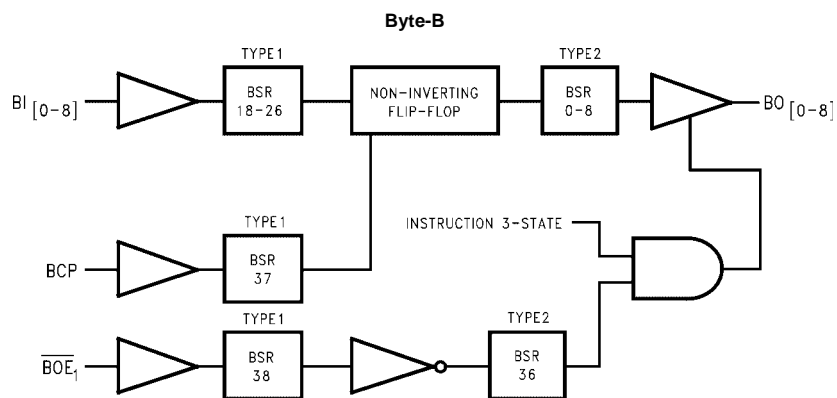 Byte-B
TYPE1
TYPE2
BI [0-8]
BSR
18-26
NON-INVERTING
FLIP-FLOP
BSR
0-8
BO [0-8]
TYPE1
INSTRUCTION 3-STATE
BCP
BSR
37
TYPE1
TYPE2
BOE1
BSR
38
BSR
36